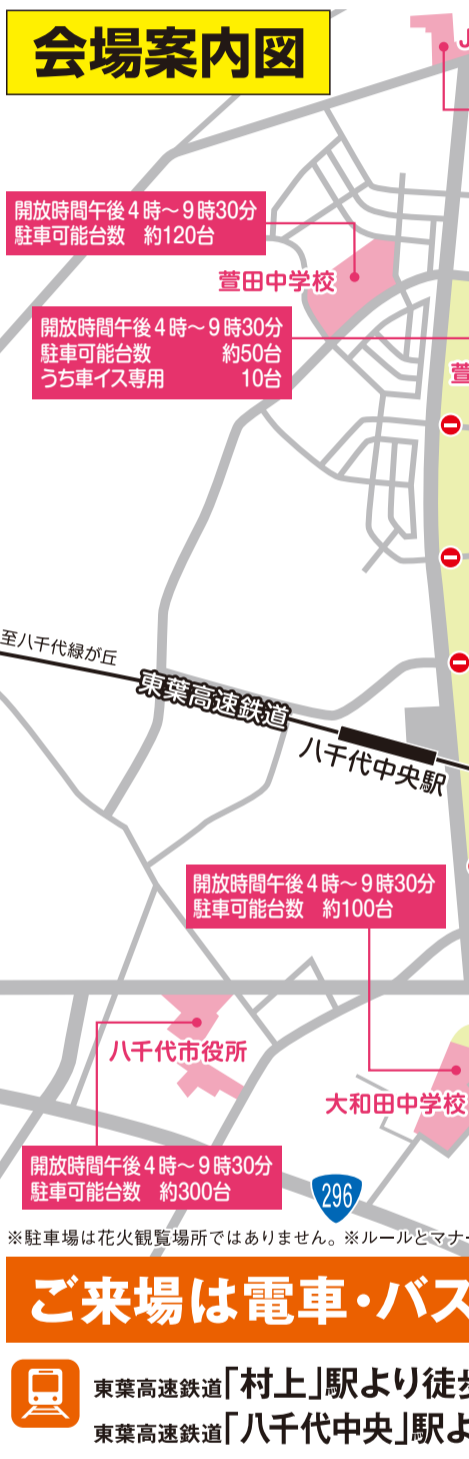 会場案内図
J
開放時間午後4時～9時30分
駐車可能台数 約120台
萱田中学校
開放時間午後4時～9時30分
駐車可能台数 約50台
うち車イス専用 10台
萱
至八千代緑が丘
東葉高速鉄道
八千代中央駅
開放時間午後4時～9時30分
駐車可能台数 約100台
八千代市役所
大和田中学校
開放時間午後4時～9時30分
駐車可能台数 約300台
296
※駐車場は花火観覧場所ではありません。※ルールとマナー
ご来場は電車・バス
東葉高速鉄道「村上」駅より徒歩
東葉高速鉄道「八千代中央」駅よ